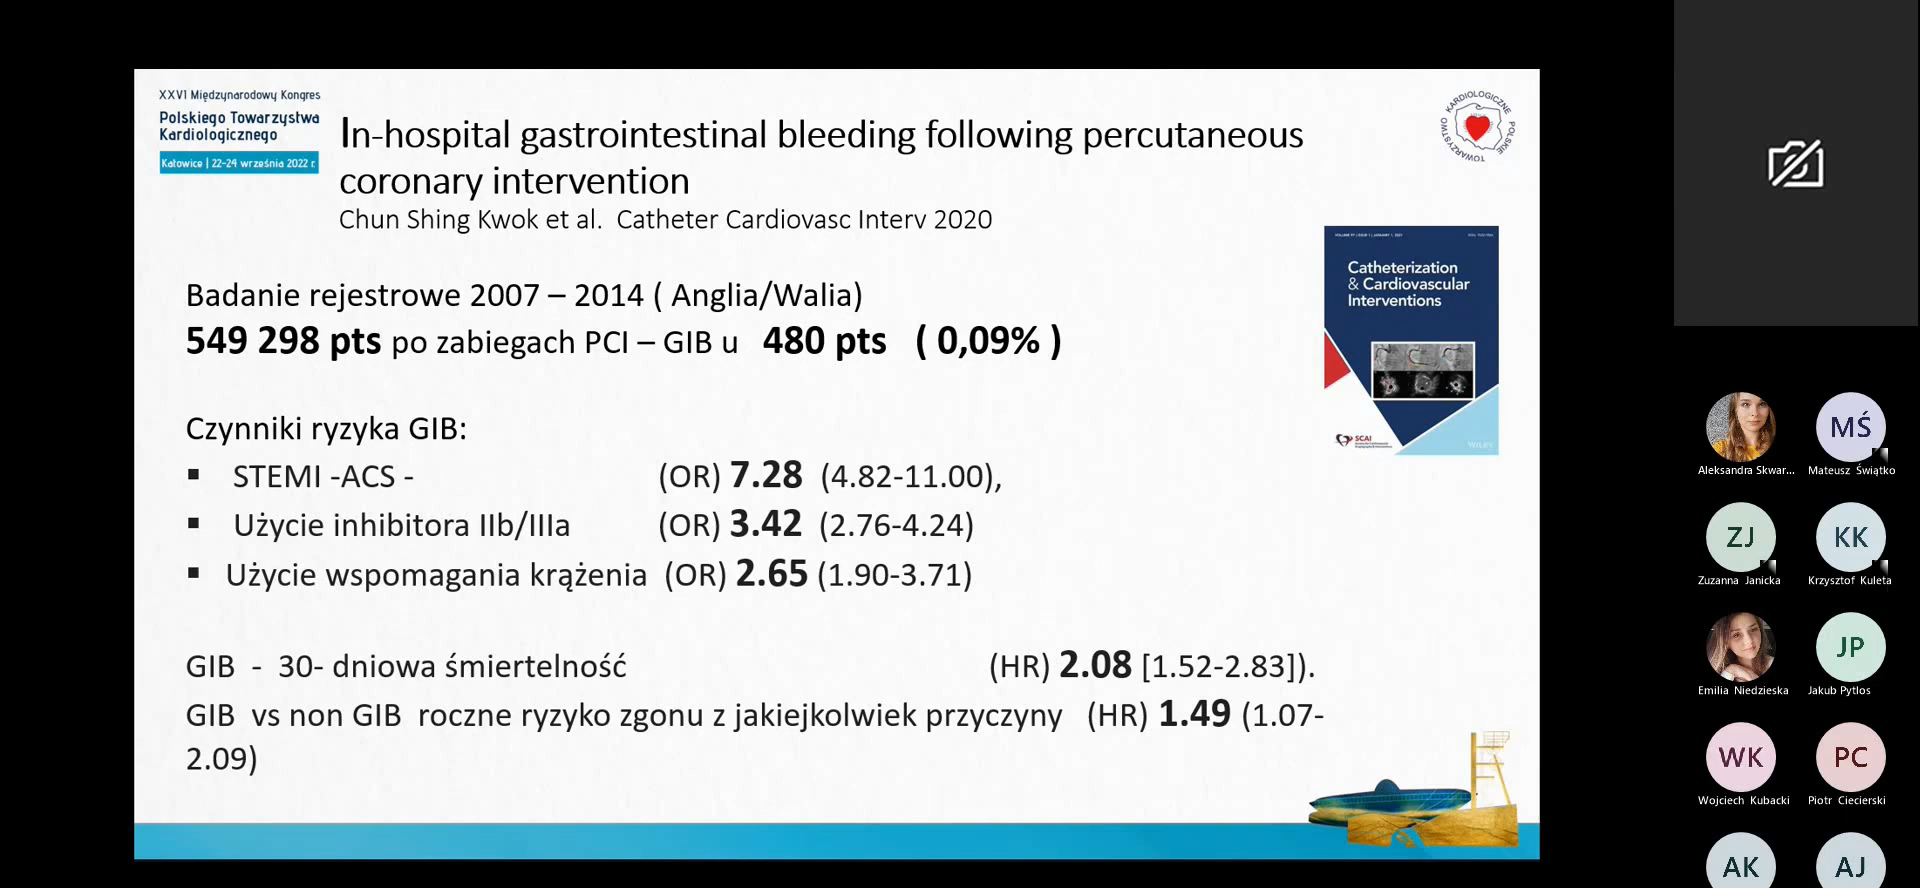 XXVI Międzynarodowy Kongres
Polskiego Towarzystwa
Kardiologicznego
Katowice | 22-24 września 2022 r.
In-hospital gastrointestinal bleeding following percutaneous
coronary intervention
Chun Shing Kwok et al. Catheter Cardiovasc Interv 2020
POLSKIE TOWARZYSTWO KARDIOLOGICZNE
Badanie rejestrowe 2007 – 2014 ( Anglia/Walia)
549 298 pts po zabiegach PCI – GIB u 480 pts ( 0,09% )
Catheterization
& Cardiovascular
Interventions
SCAI
WILEY
Czynniki ryzyka GIB:
▪ STEMI -ACS - (OR) 7.28 (4.82-11.00),
▪ Użycie inhibitora IIb/IIIa (OR) 3.42 (2.76-4.24)
▪ Użycie wspomagania krążenia (OR) 2.65 (1.90-3.71)
GIB - 30- dniowa śmiertelność (HR) 2.08 [1.52-2.83]).
GIB vs non GIB roczne ryzyko zgonu z jakiejkolwiek przyczyny (HR) 1.49 (1.07-
2.09)
Aleksandra Skwar...
MŚ
Mateusz Świątko
ZJ
Zuzanna Janicka
KK
Krzysztof Kuleta
Emilia Niedzieska
JP
Jakub Pytlos
WK
Wojciech Kubacki
PC
Piotr Ciecierski
AK
AJ